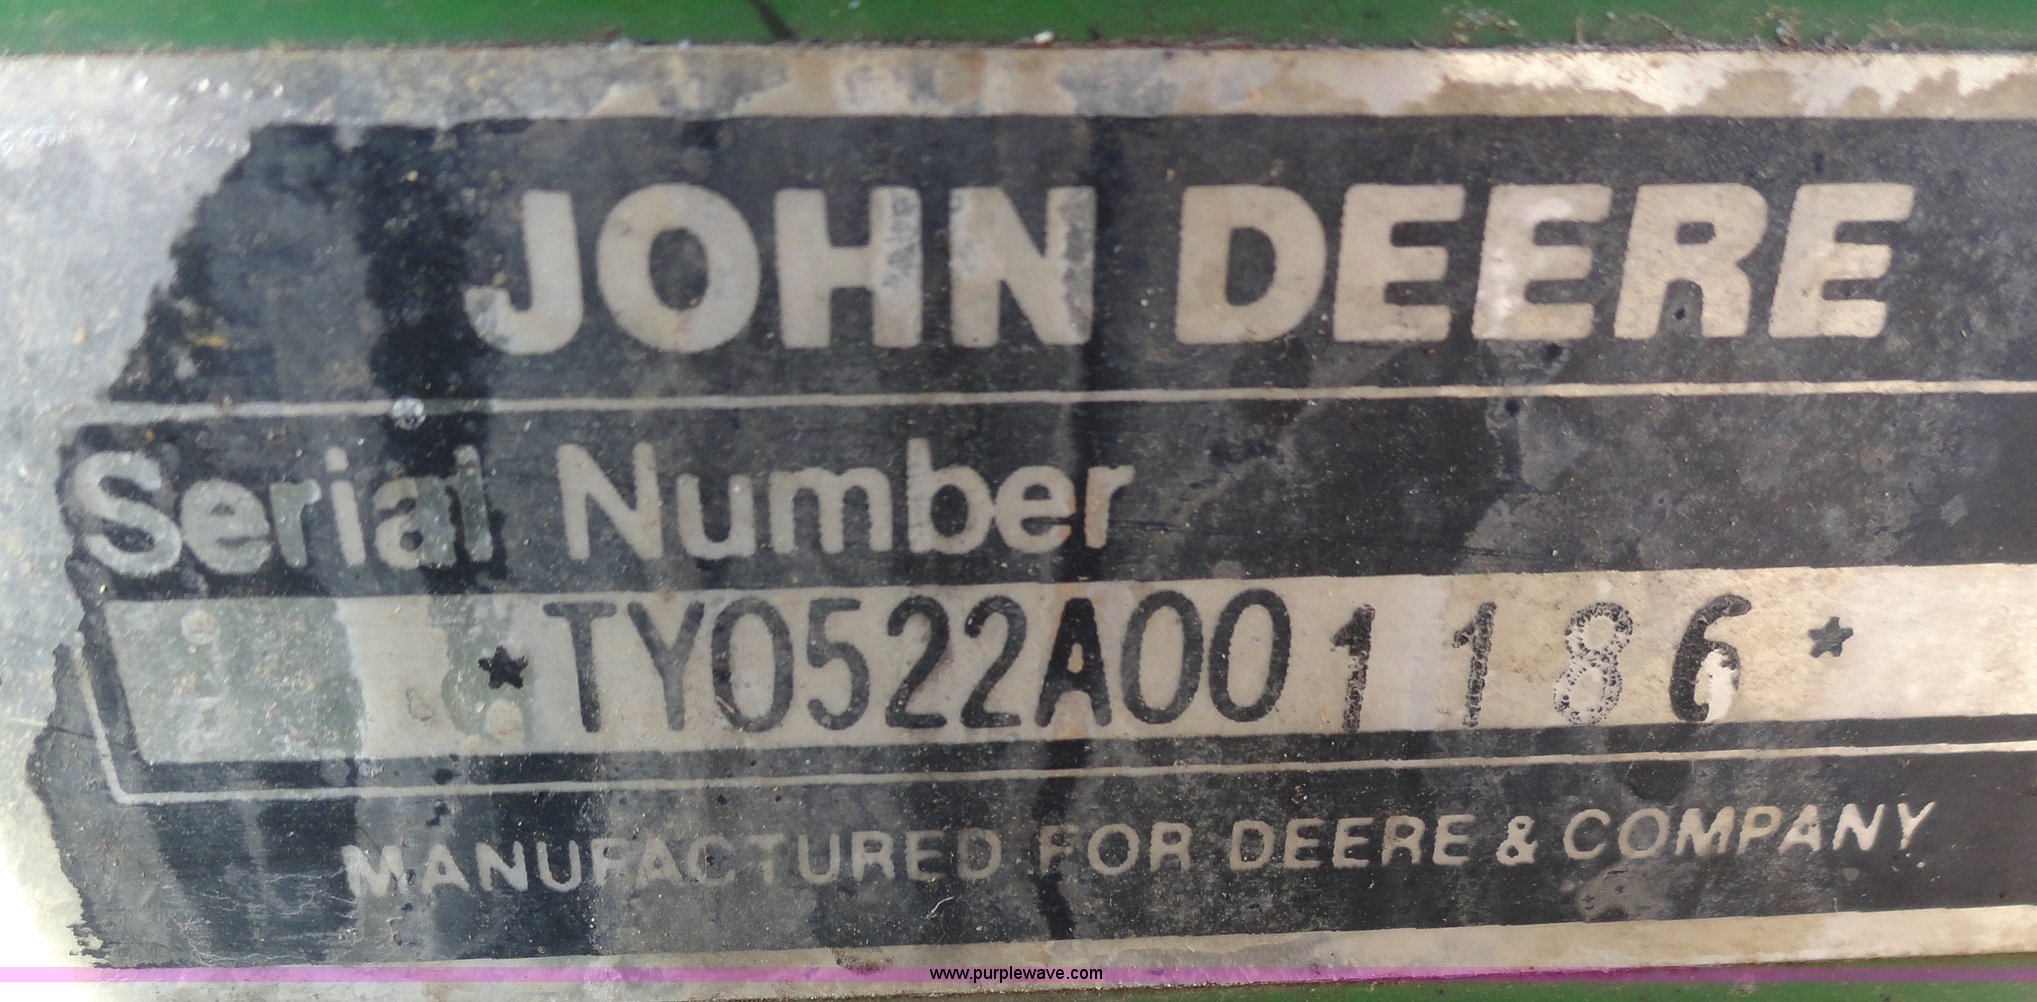 JOHN DEERE
Serial Number
*TY0522A001186*
MANUFACTURED FOR DEERE & COMPANY
www.purplewave.com